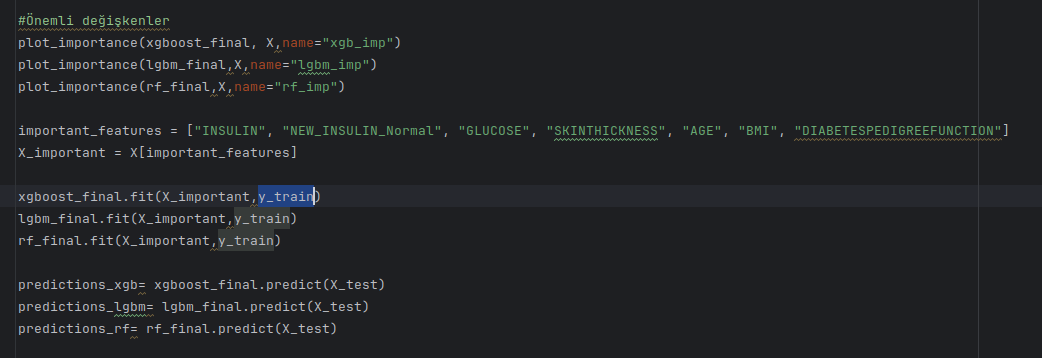 #Önemli değişkenler
plot_importance(xgboost_final, X,name="xgb_imp")
plot_importance(lgbm_final,X,name="lgbm_imp")
plot_importance(rf_final,X,name="rf_imp")
important_features = ["INSULIN", "NEW_INSULIN_Normal", "GLUCOSE", "SKINTHICKNESS", "AGE", "BMI", "DIABETESPEDIGREEFUNCTION"]
X_important = X[important_features]
xgboost_final.fit(X_important,y_train)
lgbm_final.fit(X_important,y_train)
rf_final.fit(X_important,y_train)
predictions_xgb= xgboost_final.predict(X_test)
predictions_lgbm= lgbm_final.predict(X_test)
predictions_rf= rf_final.predict(X_test)